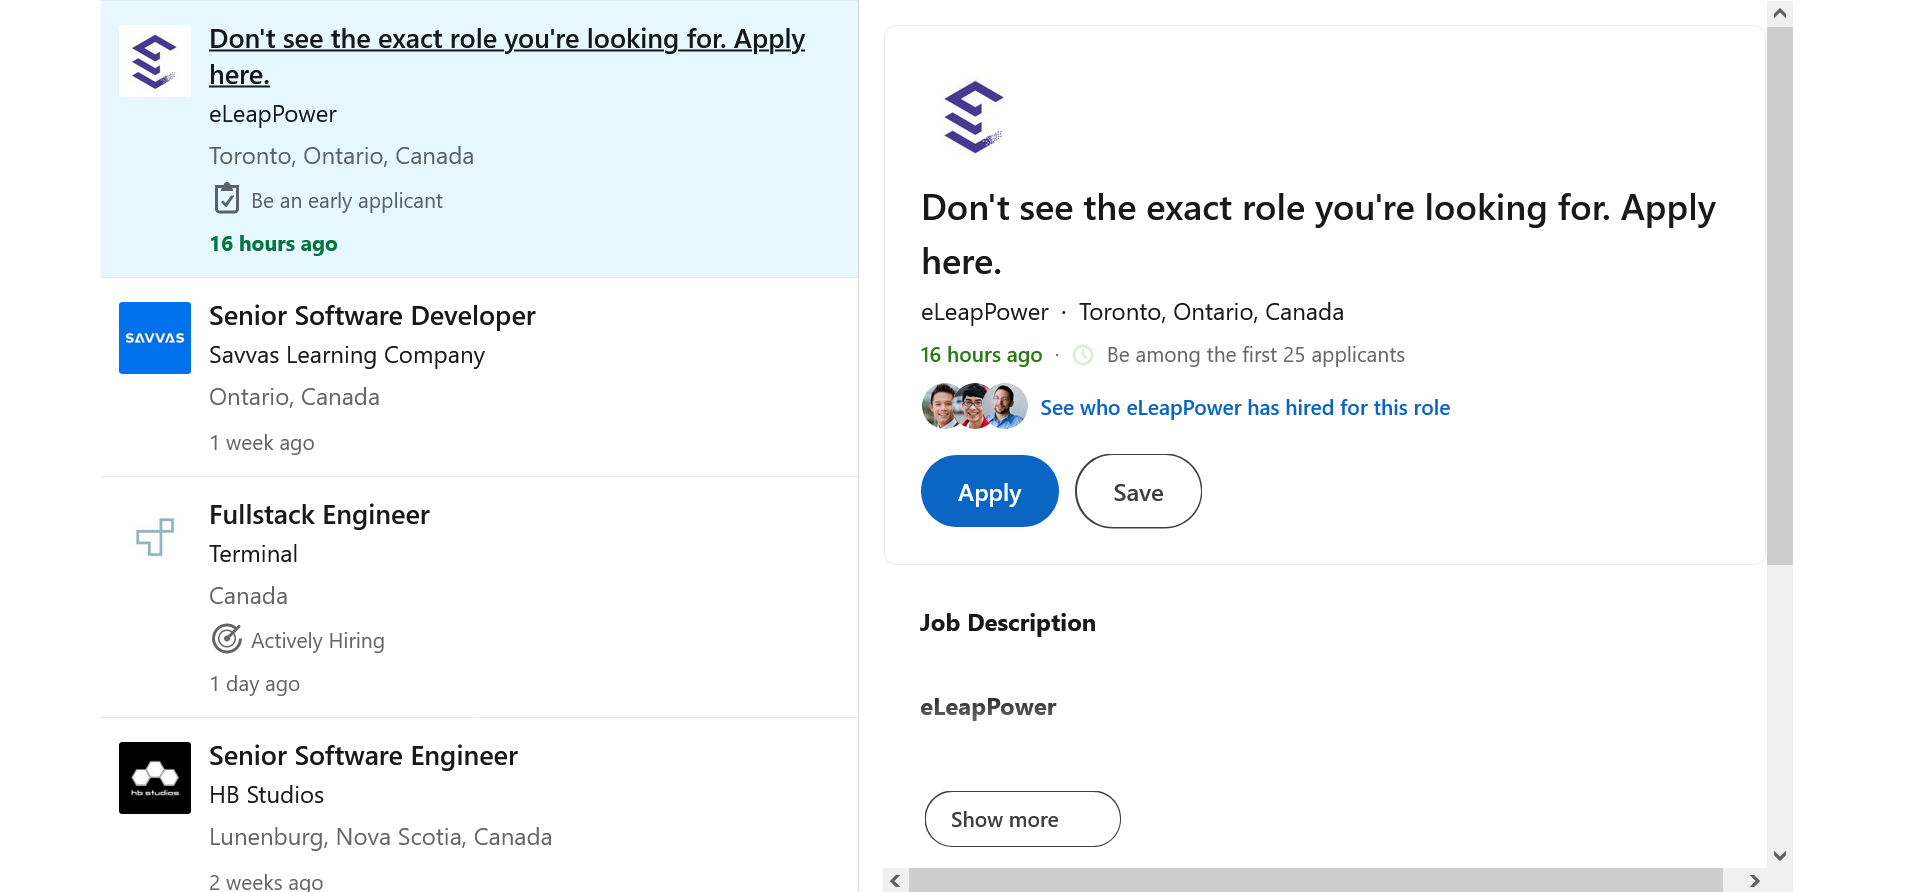 Don't see the exact role you're looking for. Apply
here.
eLeapPower
Toronto, Ontario, Canada
Be an early applicant
16 hours ago
SAVVAS
Senior Software Developer
Savvas Learning Company
Ontario, Canada
1 week ago
Fullstack Engineer
Terminal
Canada
Actively Hiring
1 day ago
hb studios
Senior Software Engineer
HB Studios
Lunenburg, Nova Scotia, Canada
2 weeks ago
Don't see the exact role you're looking for. Apply
here.
eLeapPower · Toronto, Ontario, Canada
16 hours ago · Be among the first 25 applicants
See who eLeapPower has hired for this role
Apply Save
Job Description
eLeapPower
Show more